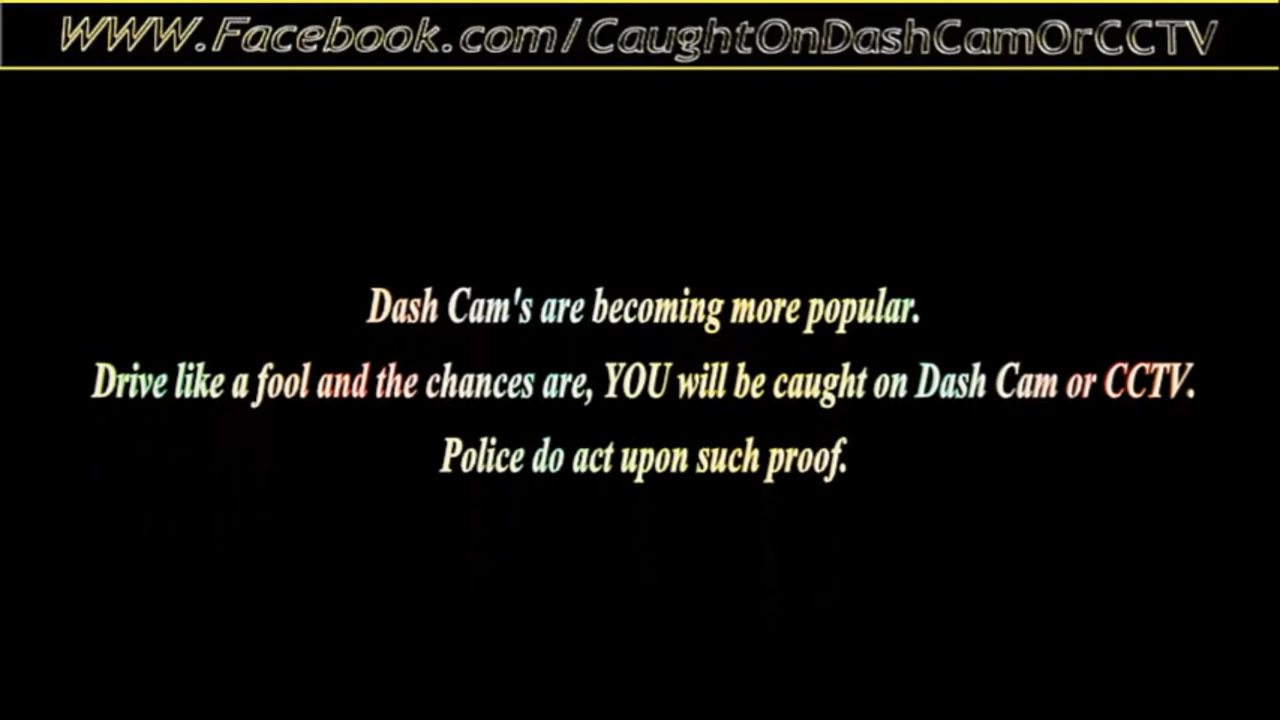 WWW.Facebook.com/CaughtOnDashCamOrCCTV
Dash Cam's are becoming more popular.
Drive like a fool and the chances are, YOU will be caught on Dash Cam or CCTV.
Police do act upon such proof.